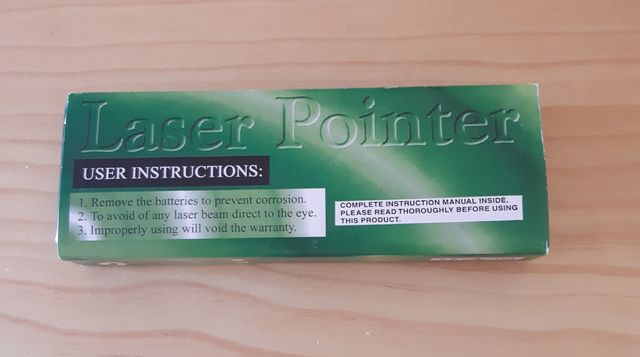 Laser Pointer
USER INSTRUCTIONS:
1. Remove the batteries to prevent corrosion.
2. To avoid of any laser beam direct to the eye.
3. Improperly using will void the warranty.
COMPLETE INSTRUCTION MANUAL INSIDE.
PLEASE READ THOROUGHLY BEFORE USING
THIS PRODUCT.